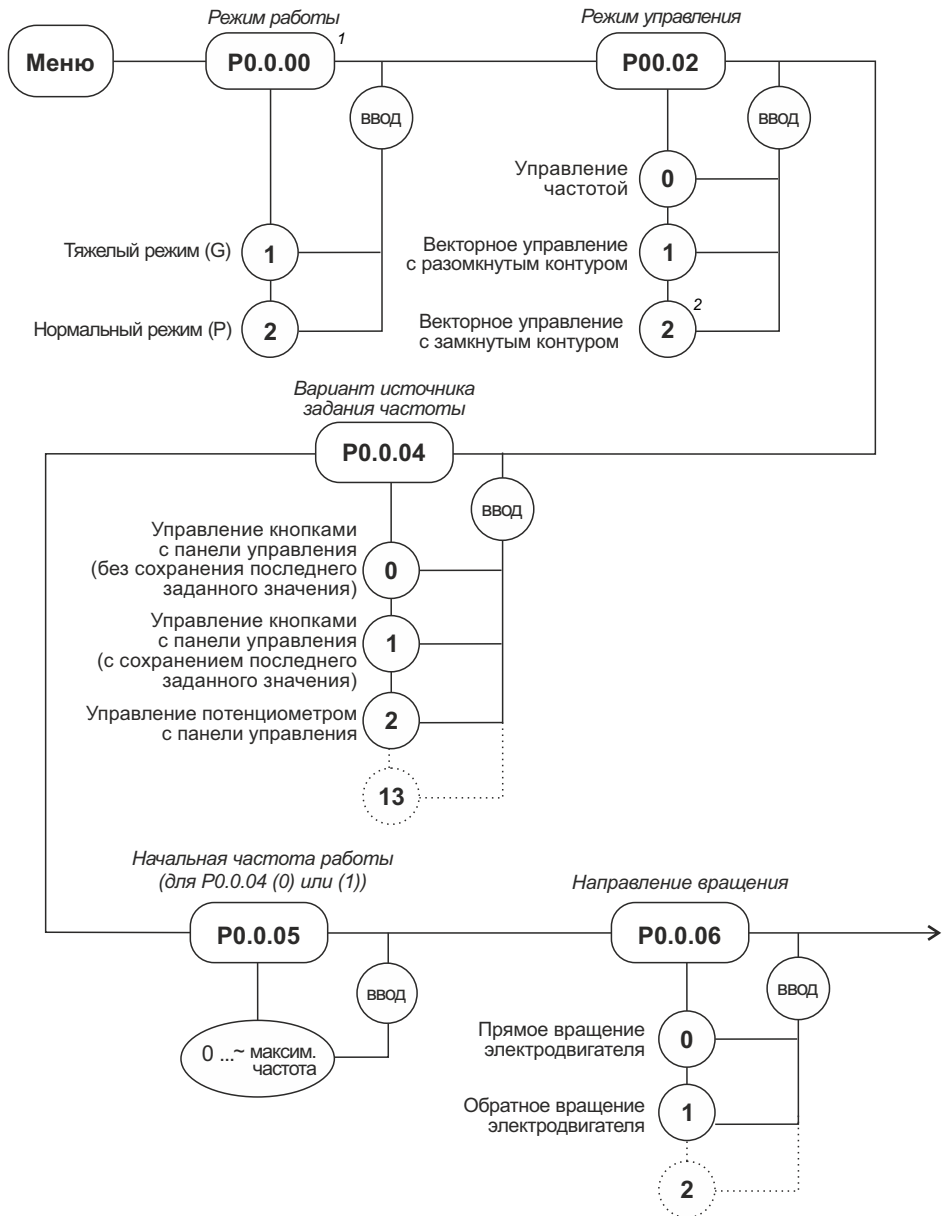 Режим работы
Меню
P0.0.00
1
ввод
Тяжелый режим (G)
1
Нормальный режим (P)
2
Режим управления
P00.02
ввод
Управление
частотой
0
Векторное управление
с разомкнутым контуром
1
Векторное управление
с замкнутым контуром
2
2
Вариант источника
задания частоты
P0.0.04
ввод
Управление кнопками
с панели управления
(без сохранения последнего
заданного значения)
0
Управление кнопками
с панели управления
(с сохранением последнего
заданного значения)
1
Управление потенциометром
с панели управления
2
13
Начальная частота работы
(для P0.0.04 (0) или (1))
P0.0.05
ввод
0 ...~ максим.
частота
Направление вращения
P0.0.06
ввод
Прямое вращение
электродвигателя
0
Обратное вращение
электродвигателя
1
2